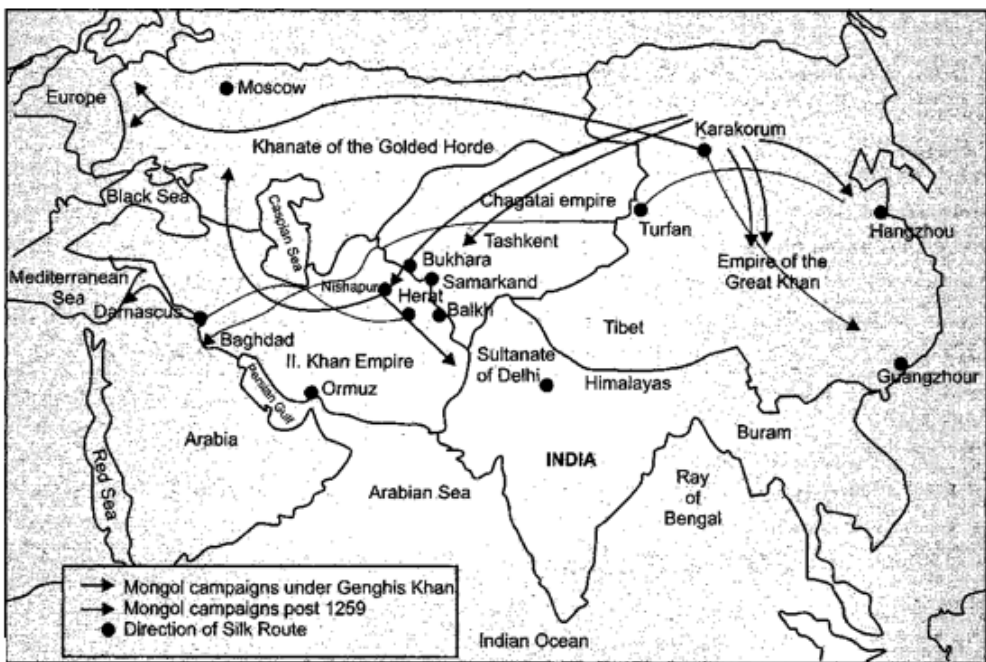 Moscow
Europe
Karakorum
Khanate of the Golded Horde
Black Sea
Caspian Sea
Chagatai empire
Turfan
Hangzhou
Tashkent
Bukhara
Mediterranean
Sea
Nishapur
Samarkand
Empire of the
Great Khan
Herat
Damascus
Balkh
Baghdad
Tibet
II. Khan Empire
Sultanate
of Delhi
Himalayas
Guangzhour
Ormuz
Persian Gulf
Arabia
Buram
Red Sea
INDIA
Ray
of
Bengal
Arabian Sea
Mongol campaigns under Genghis Khan
Mongol campaigns post 1259
Direction of Silk Route
Indian Ocean